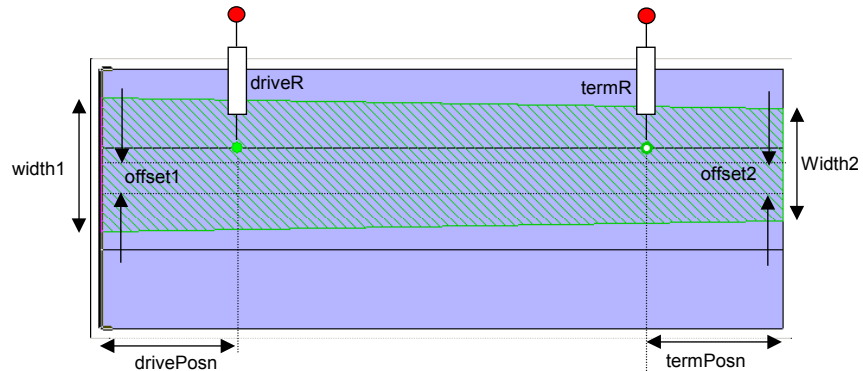 driveR
termR
width1
offset1
offset2
Width2
drivePosn
termPosn